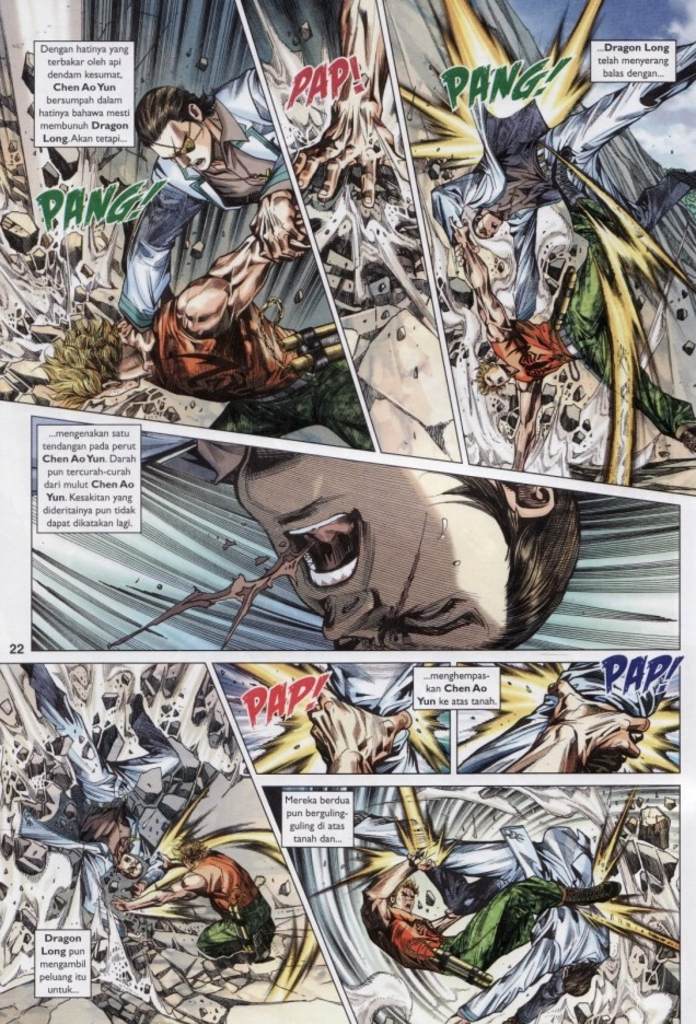 Dengan hatinya yang
terbakar oleh api
dendam kesumat,
Chen Ao Yun
bersumpah dalam
hatinya bahawa mesti
membunuh Dragon
Long. Akan tetapi...
PANG!
PAP!
PANG!
...Dragon Long
telah menyerang
balas dengan...
...mengenakan satu
tendangan pada perut
Chen Ao Yun. Darah
pun tercurah-curah
dari mulut Chen Ao
Yun. Kesakitan yang
dideritainya pun tidak
dapat dikatakan lagi.
22
Dragon
Long pun
mengambil
peluang itu
untuk...
PAP!
...menghempas-
kan Chen Ao
Yun ke atas tanah.
PAP!
Mereka berdua
pun berguling-
guling di atas
tanah dan...